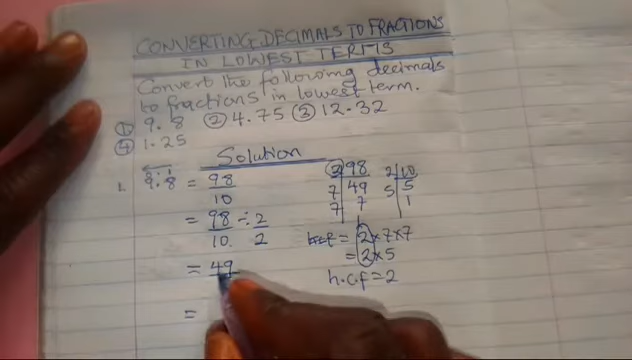 CONVERTING DECIMALS TO FRACTIONS
IN LOWEST TERMS
Convert the following decimals
to fractions in lowest term.
① 9.8 ② 4.75 ③ 12.32
④ 1.25
Solution
1. 9.8 = 98/10
= 98/10 ÷ 2/2
= 49
=
2 | 98
7 | 49
7 | 7
1
2 | 10
5 | 5
1
= 2×7×7
= 2×5
h.c.f = 2